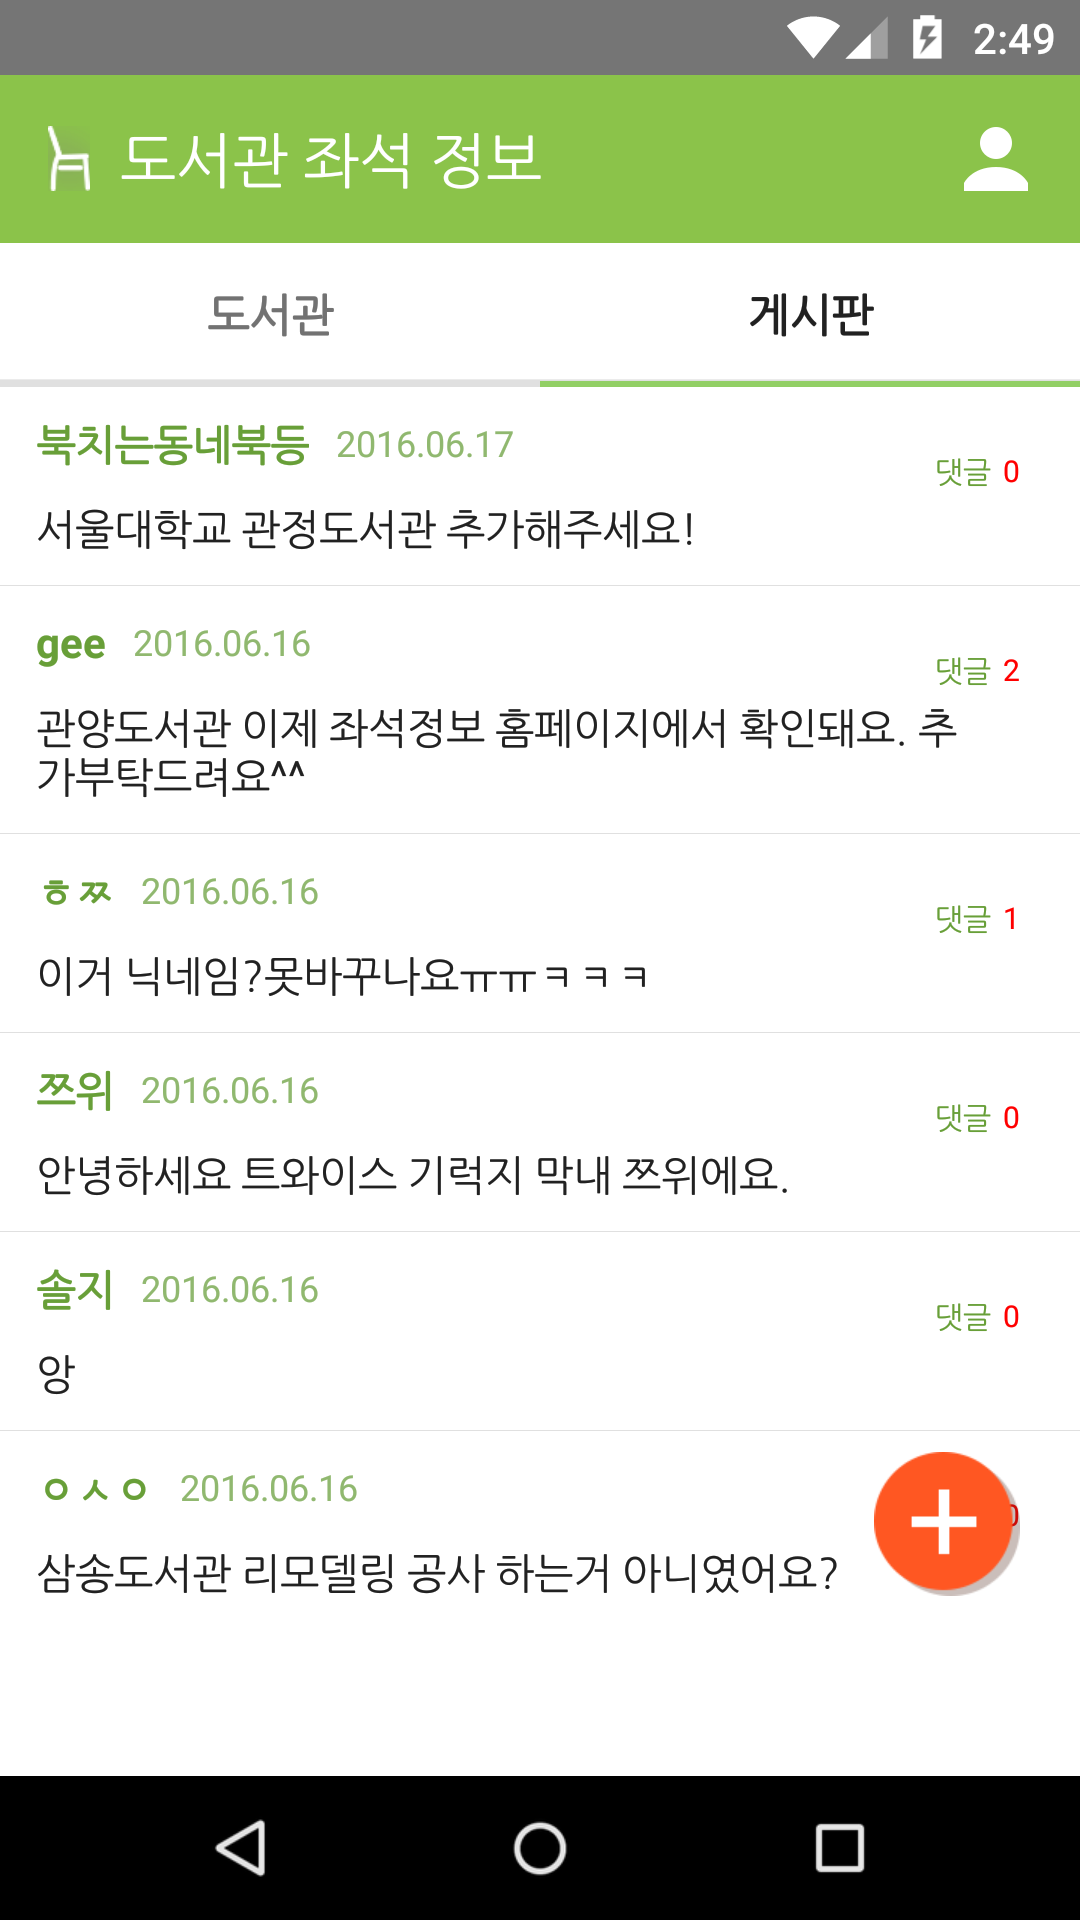 2:49
도서관 좌석 정보
도서관 게시판
북치는동네북등 2016.06.17
댓글 0
서울대학교 관정도서관 추가해주세요!
gee 2016.06.16
댓글 2
관양도서관 이제 좌석정보 홈페이지에서 확인돼요. 추
가부탁드려요^^
ㅎㅉ 2016.06.16
댓글 1
이거 닉네임?못바꾸나요ㅠㅠㅋㅋㅋ
쯔위 2016.06.16
댓글 0
안녕하세요 트와이스 기럭지 막내 쯔위에요.
솔지 2016.06.16
댓글 0
앙
ㅇㅅㅇ 2016.06.16
삼송도서관 리모델링 공사 하는거 아니였어요?